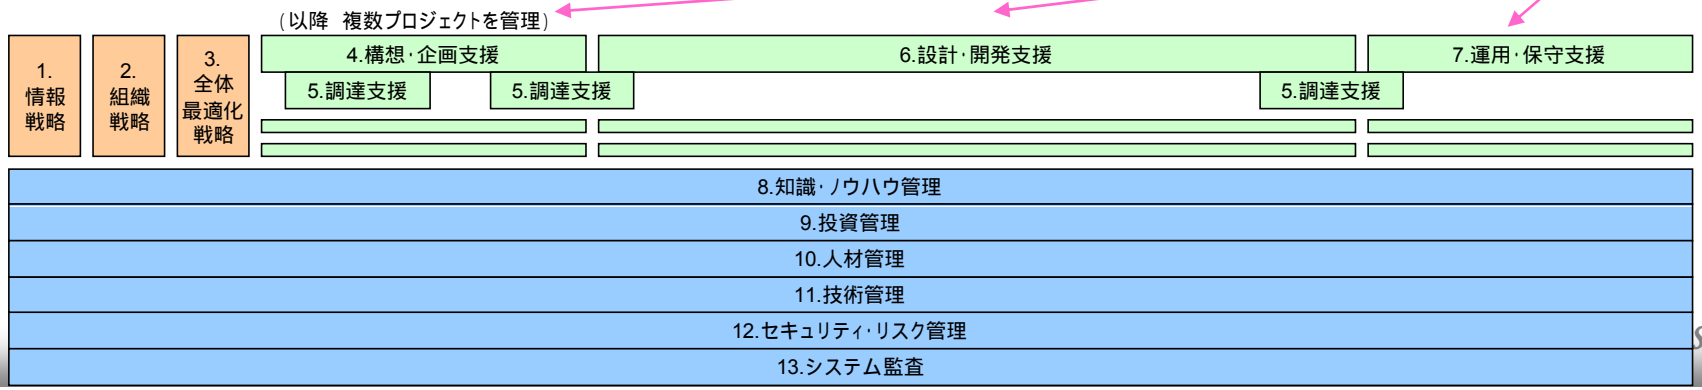 (以降 複数プロジェクトを管理)
1.
情報
戦略
2.
組織
戦略
3.
全体
最適化
戦略
4.構想･企画支援
6.設計･開発支援
7.運用･保守支援
5.調達支援
5.調達支援
5.調達支援
8.知識･ノウハウ管理
9.投資管理
10.人材管理
11.技術管理
12.セキュリティ･リスク管理
13.システム監査